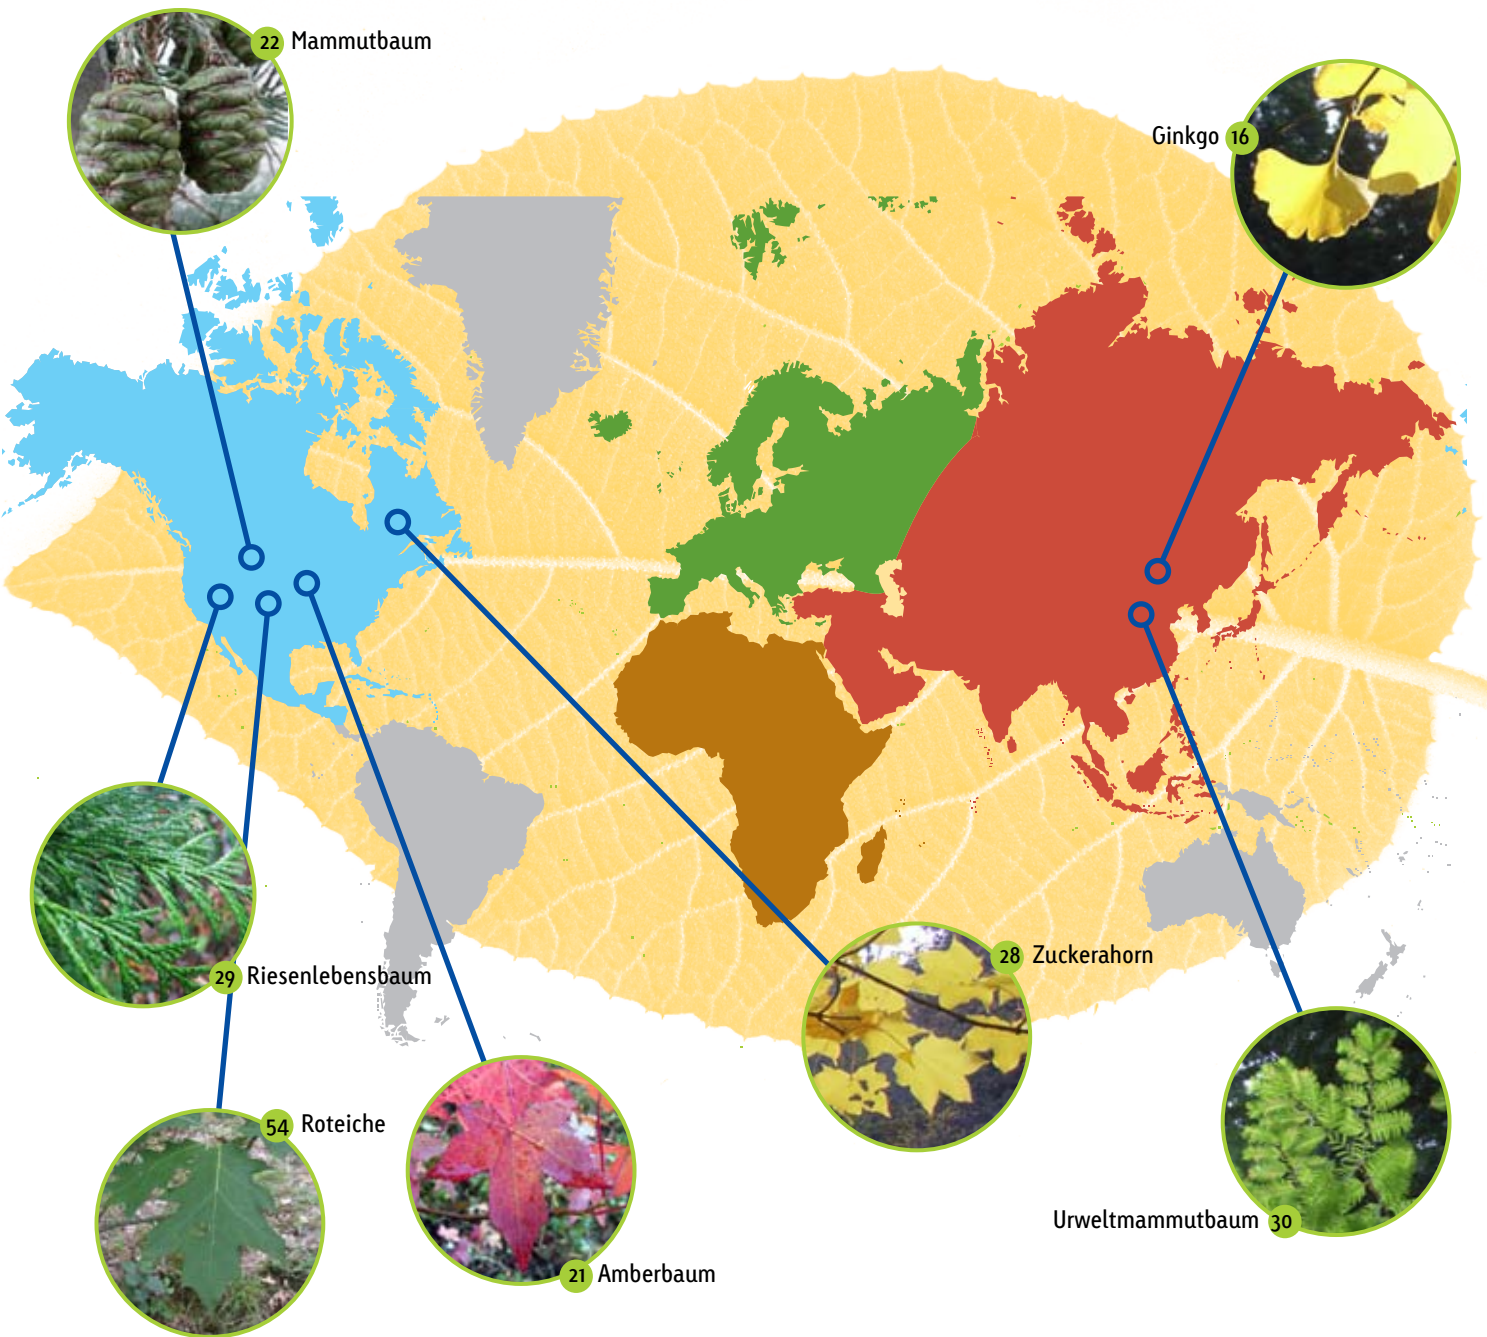 22 Mammutbaum
Ginkgo 16
28 Zuckerahorn
29 Riesenlebensbaum
54 Roteiche
Urweltmammutbaum 30
21 Amberbaum